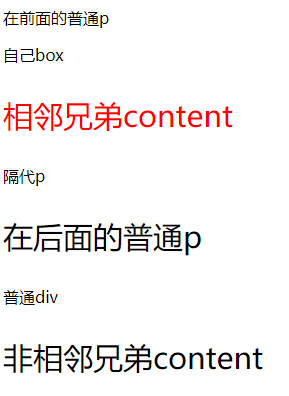 在前面的普通p
自己box
相邻兄弟content
隔代p
在后面的普通p
普通div
非相邻兄弟content